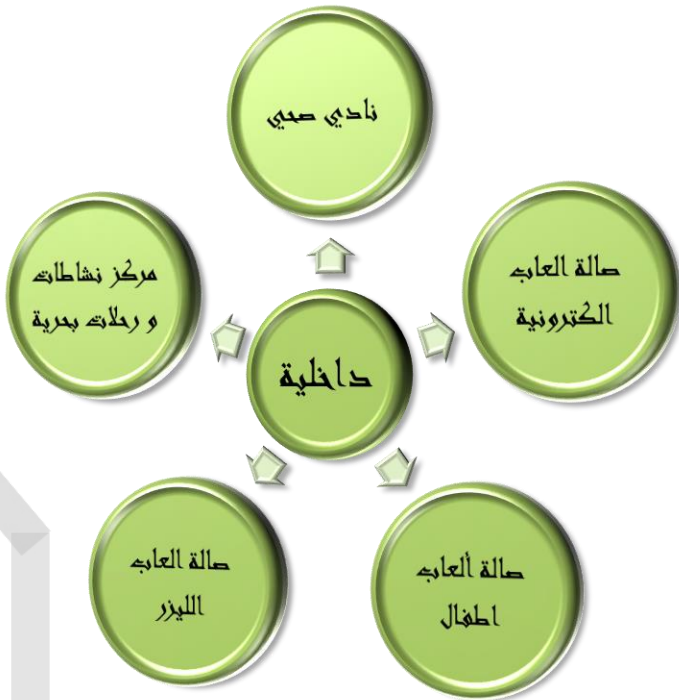 نادي صحي
صالة العاب
الكترونية
مركز نشاطات
و رحلات بحرية
داخلية
صالة ألعاب
اطفال
صالة العاب
الليزر